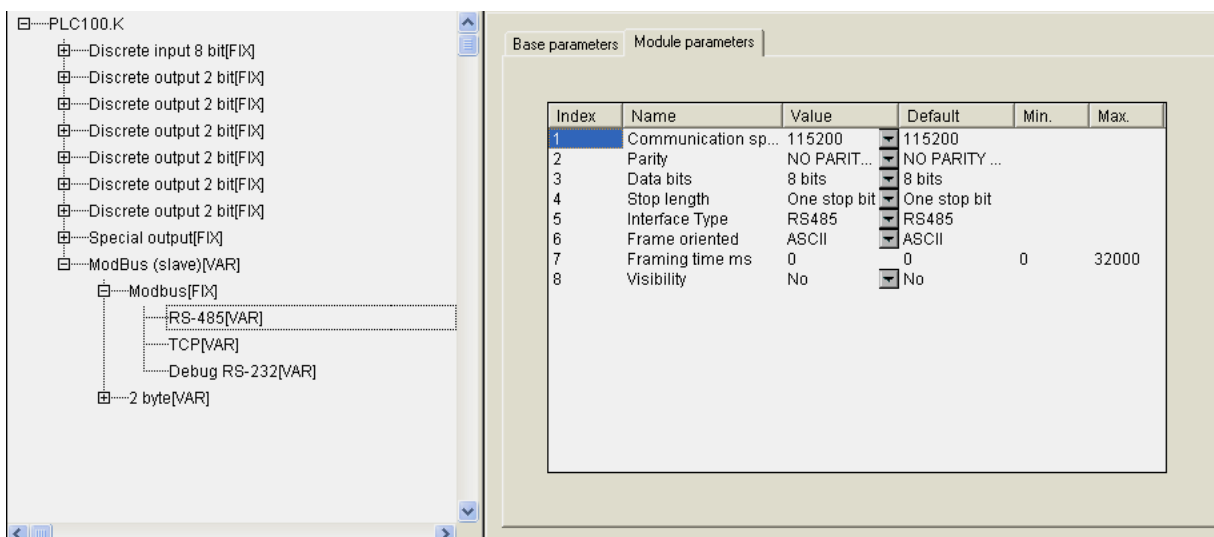 PLC100.K
Discrete input 8 bit[FIX]
Discrete output 2 bit[FIX]
Discrete output 2 bit[FIX]
Discrete output 2 bit[FIX]
Discrete output 2 bit[FIX]
Discrete output 2 bit[FIX]
Discrete output 2 bit[FIX]
Special output[FIX]
ModBus (slave)[VAR]
Modbus[FIX]
RS-485[VAR]
TCP[VAR]
Debug RS-232[VAR]
2 byte[VAR]
Base parameters Module parameters
Index Name Value Default Min. Max.
1 Communication sp... 115200 115200
2 Parity NO PARIT... NO PARITY ...
3 Data bits 8 bits 8 bits
4 Stop length One stop bit One stop bit
5 Interface Type RS485 RS485
6 Frame oriented ASCII ASCII
7 Framing time ms 0 0 0 32000
8 Visibility No No